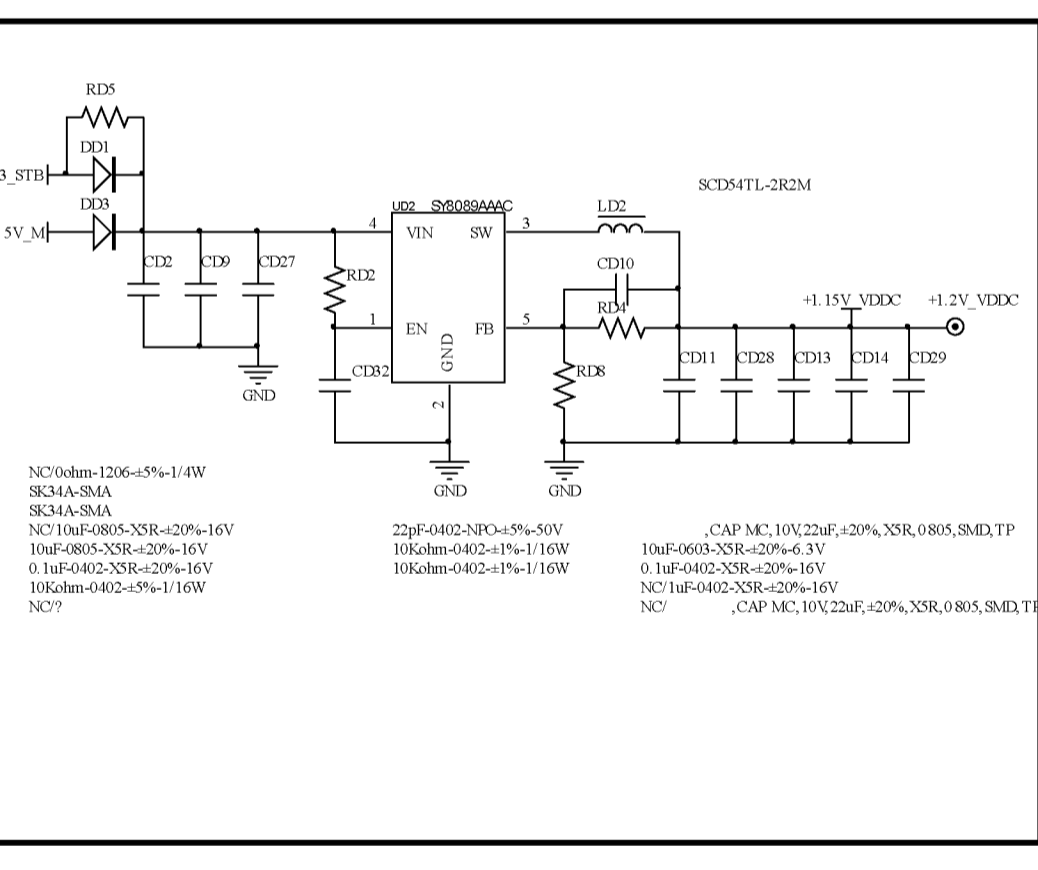 RD5
DD1
3_STB
DD3
5V_M
CD2
CD9
CD27
RD2
CD32
GND
UD2 SY8089AAAC
4
VIN
SW
3
1
EN
FB
5
GND
2
GND
SCD54TL-2R2M
LD2
CD10
RD4
RD8
GND
+1.15V_VDDC
+1.2V_VDDC
CD11
CD28
CD13
CD14
CD29
NC/0ohm-1206-±5%-1/4W
SK34A-SMA
SK34A-SMA
NC/10uF-0805-X5R-±20%-16V
10uF-0805-X5R-±20%-16V
0.1uF-0402-X5R-±20%-16V
10Kohm-0402-±5%-1/16W
NC/?
22pF-0402-NPO-±5%-50V
10Kohm-0402-±1%-1/16W
10Kohm-0402-±1%-1/16W
,CAP MC,10V,22uF,±20%,X5R,0805,SMD,TP
10uF-0603-X5R-±20%-6.3V
0.1uF-0402-X5R-±20%-16V
NC/1uF-0402-X5R-±20%-16V
NC/ ,CAP MC,10V,22uF,±20%,X5R,0805,SMD,TP